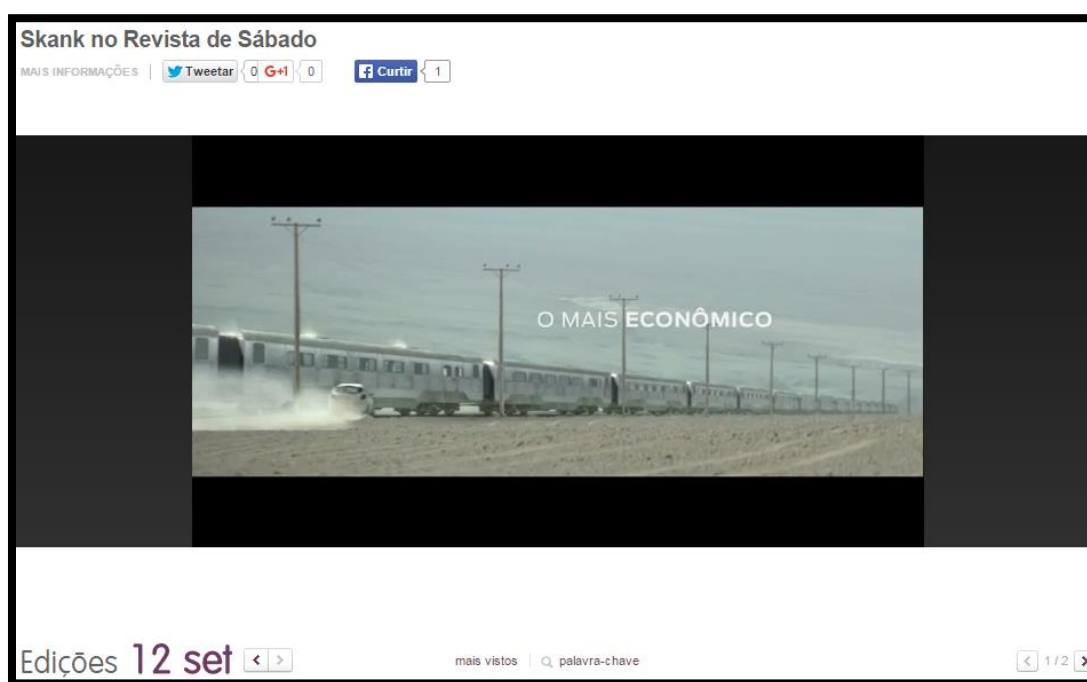 Skank no Revista de Sábado
MAIS INFORMAÇÕES | Tweetar 0 G+1 0 Curtir 1
O MAIS ECONÔMICO
Edições 12 set < > mais vistos | palavra-chave < 1 / 2 >